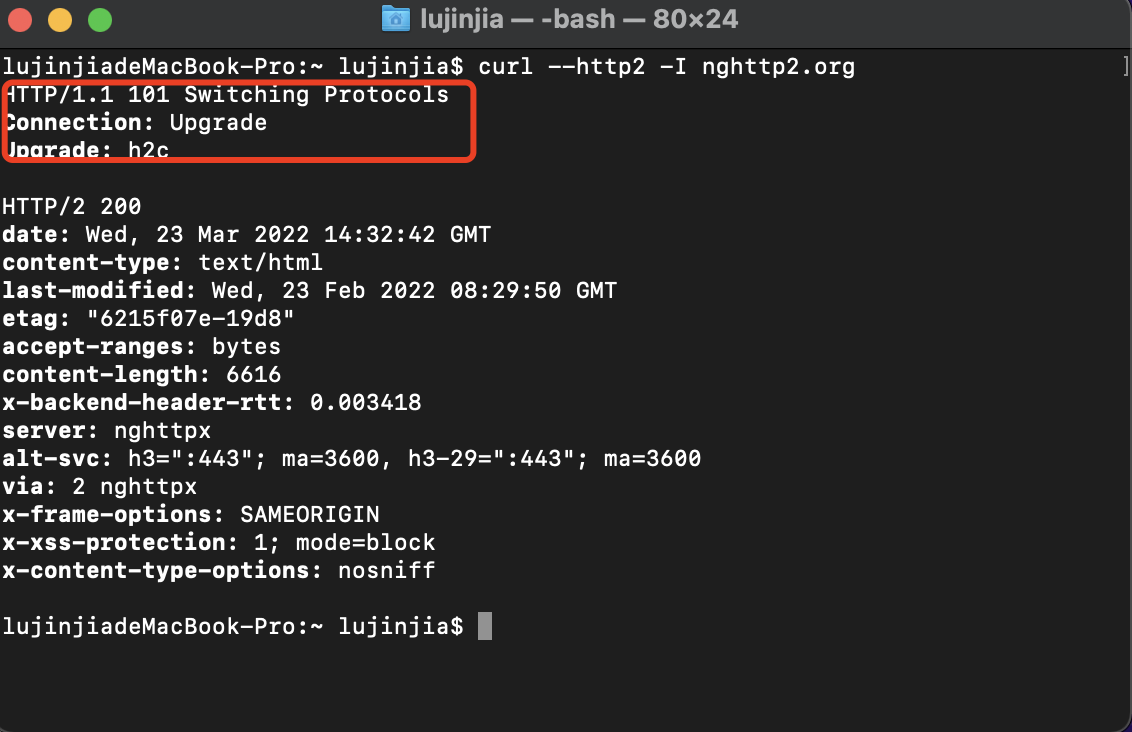 lujinjia — -bash — 80×24
lujinjiadeMacBook-Pro:~ lujinjia$ curl --http2 -I nghttp2.org ]
HTTP/1.1 101 Switching Protocols
Connection: Upgrade
Upgrade: h2c
HTTP/2 200
date: Wed, 23 Mar 2022 14:32:42 GMT
content-type: text/html
last-modified: Wed, 23 Feb 2022 08:29:50 GMT
etag: "6215f07e-19d8"
accept-ranges: bytes
content-length: 6616
x-backend-header-rtt: 0.003418
server: nghttpx
alt-svc: h3=":443"; ma=3600, h3-29=":443"; ma=3600
via: 2 nghttpx
x-frame-options: SAMEORIGIN
x-xss-protection: 1; mode=block
x-content-type-options: nosniff
lujinjiadeMacBook-Pro:~ lujinjia$